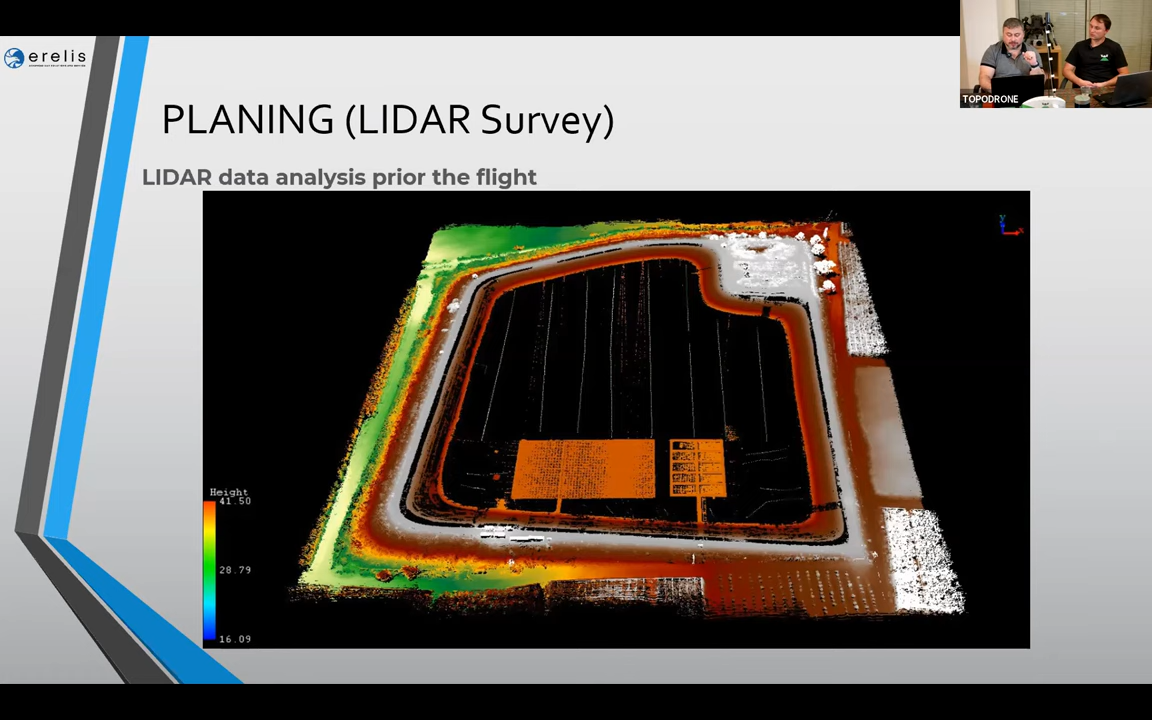 erelis
PLANING (LIDAR Survey)
TOPODRONE
LIDAR data analysis prior the flight
y
x
Height
41.50
28.79
16.09